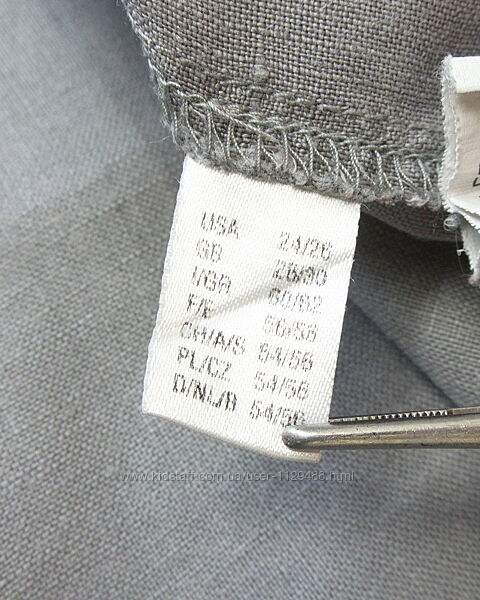 USA 24/26
GB 28/30
I/GR 60/62
F/E 56/58
CH/A/S 54/56
PL/CZ 54/56
D/NL/B 54/56
www.kidstaff.com.ua/user-1129486.html